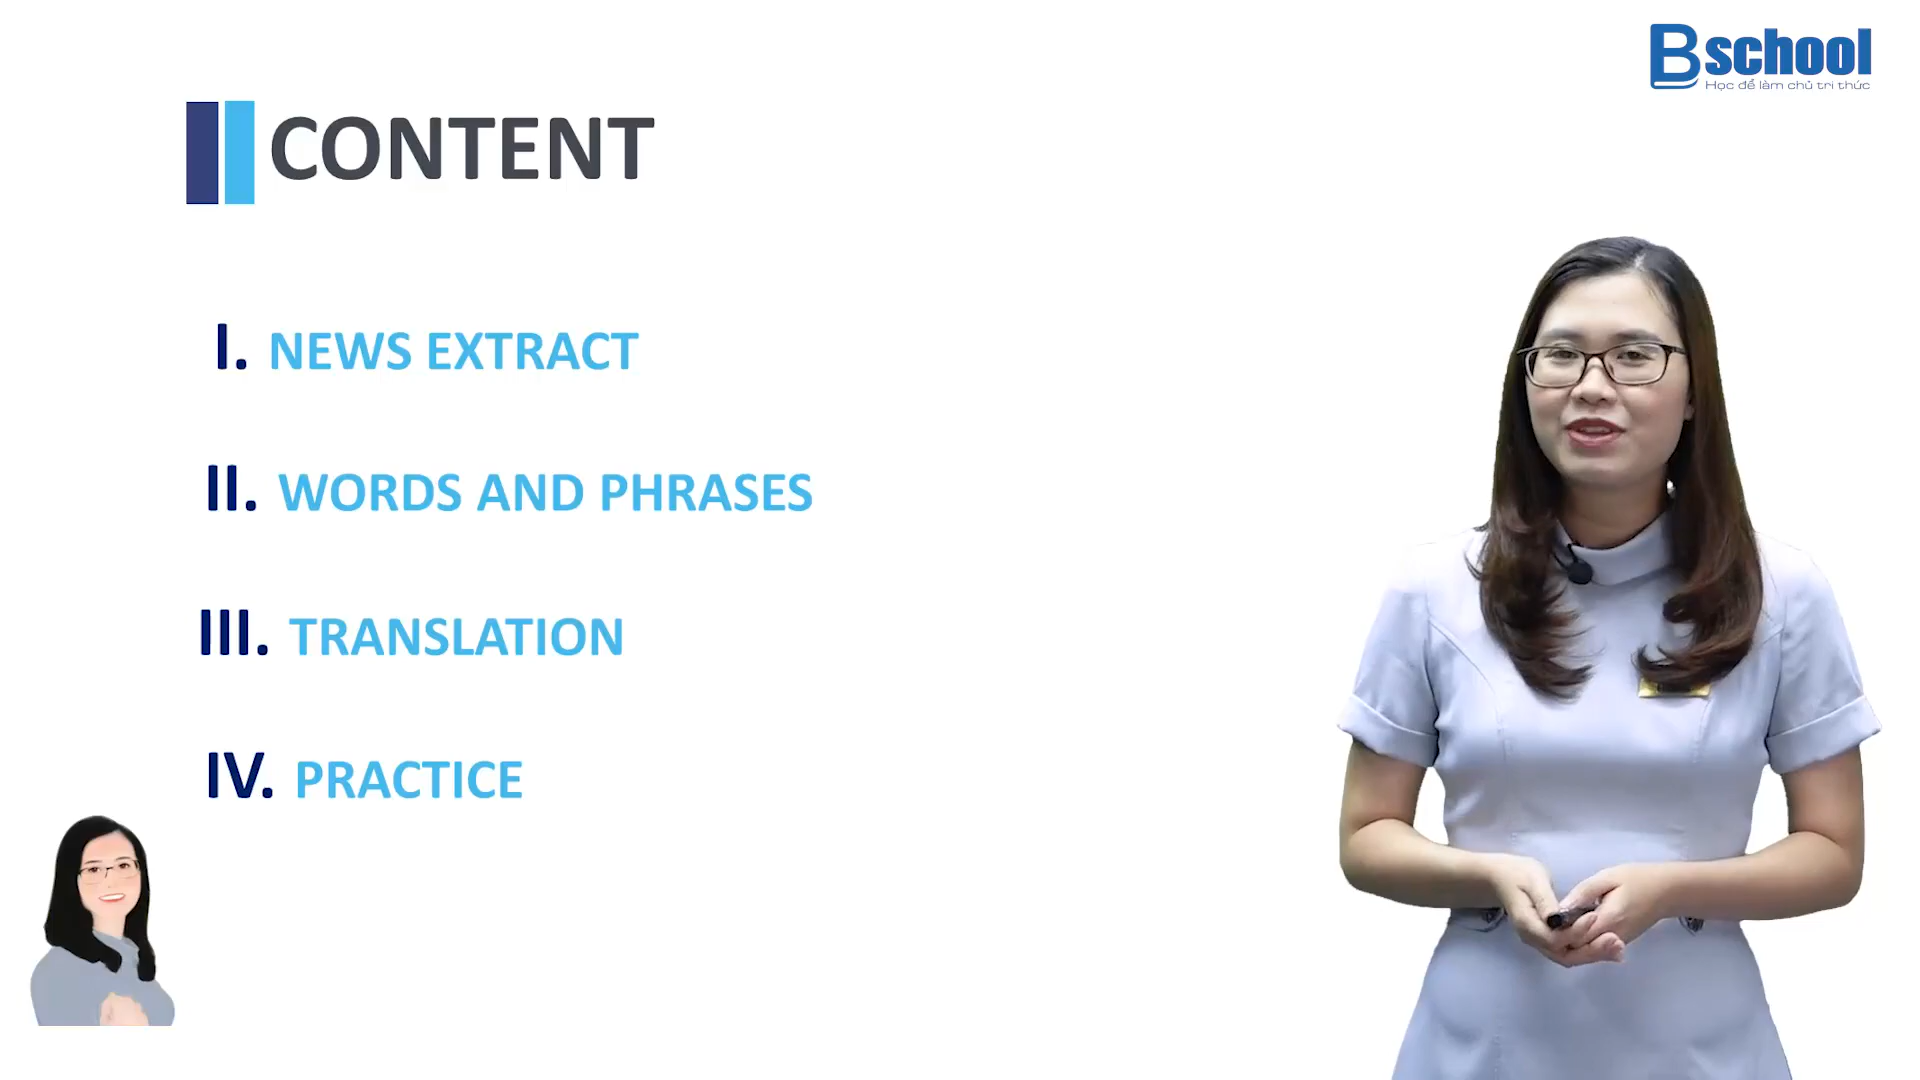 Bschool
Học để làm chủ tri thức
CONTENT
I. NEWS EXTRACT
II. WORDS AND PHRASES
III. TRANSLATION
IV. PRACTICE